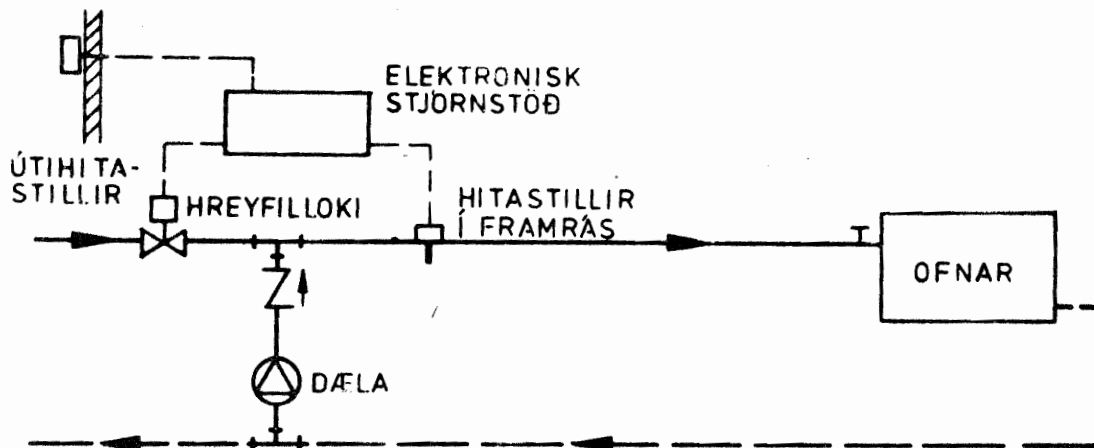 ELEKTRONISK
STJÓRNSTÖÐ
ÚTIHITA-
STILLIR
HREYFILLOKI
HITASTILLIR
Í FRAMRÁS
OFNAR
DÆLA